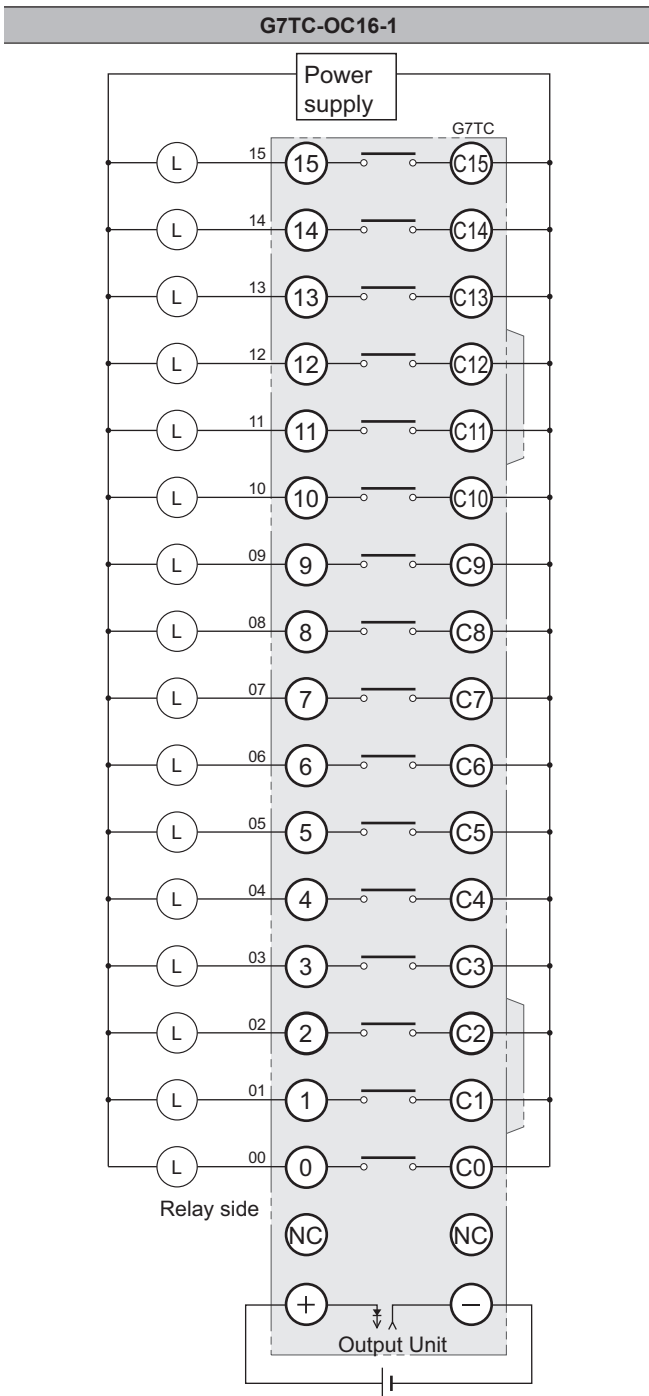 G7TC-OC16-1
Power
supply
G7TC
L 15 15 C15
L 14 14 C14
L 13 13 C13
L 12 12 C12
L 11 11 C11
L 10 10 C10
L 09 9 C9
L 08 8 C8
L 07 7 C7
L 06 6 C6
L 05 5 C5
L 04 4 C4
L 03 3 C3
L 02 2 C2
L 01 1 C1
L 00 0 C0
Relay side
NC NC
+ −
Output Unit